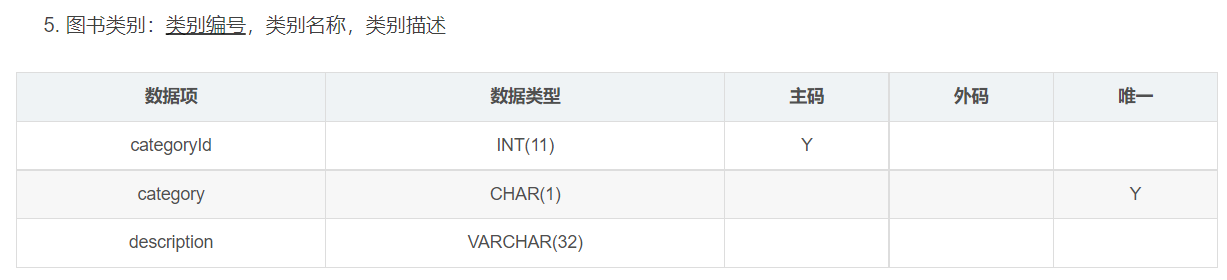 5. 图书类别：类别编号，类别名称，类别描述
数据项 数据类型 主码 外码 唯一
categoryId INT(11) Y
category CHAR(1) Y
description VARCHAR(32)